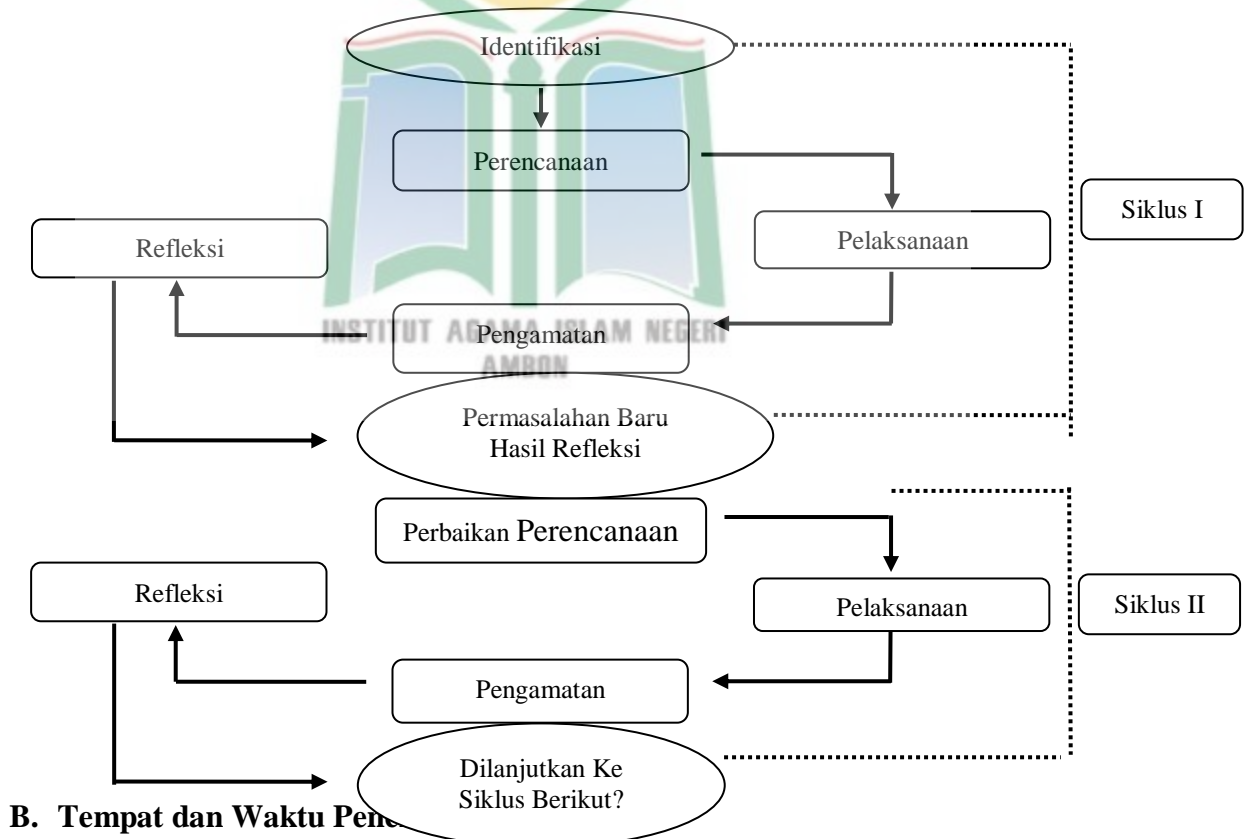 Identifikasi
Perencanaan
Siklus I
Pelaksanaan
Refleksi
Pengamatan
INSTITUT AGAMA ISLAM NEGERI
AMBON
Permasalahan Baru
Hasil Refleksi
Perbaikan Perencanaan
Refleksi
Pelaksanaan
Siklus II
Pengamatan
Dilanjutkan Ke
Siklus Berikut?
B. Tempat dan Waktu